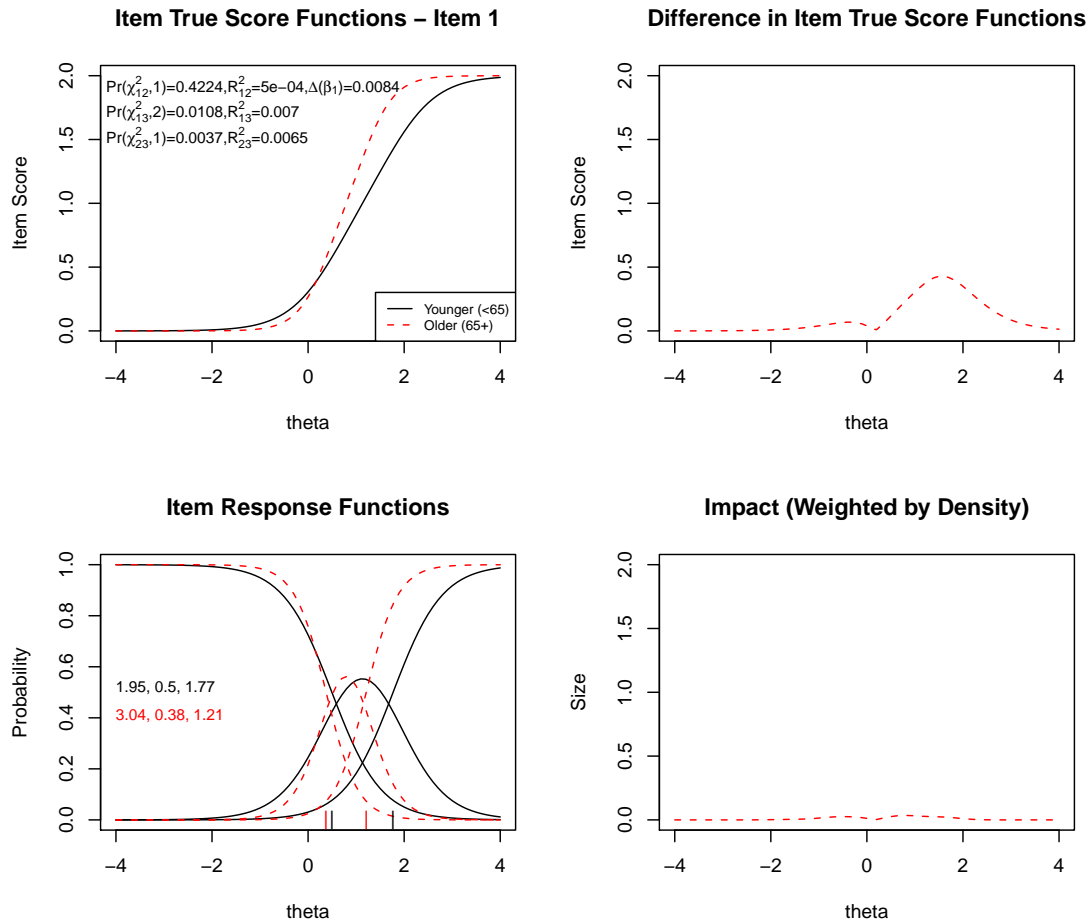 Item True Score Functions − Item 1
Pr(χ²₁₂,1)=0.4224,R²₁₂=5e−04,Δ(β₁)=0.0084
Pr(χ²₁₃,2)=0.0108,R²₁₃=0.007
Pr(χ²₂₃,1)=0.0037,R²₂₃=0.0065
Item Score
0.0 0.5 1.0 1.5 2.0
Younger (<65)
Older (65+)
−4 −2 0 2 4
theta
Difference in Item True Score Functions
Item Score
0.0 0.5 1.0 1.5 2.0
−4 −2 0 2 4
theta
Item Response Functions
Probability
0.0 0.2 0.4 0.6 0.8 1.0
1.95, 0.5, 1.77
3.04, 0.38, 1.21
−4 −2 0 2 4
theta
Impact (Weighted by Density)
Size
0.0 0.5 1.0 1.5 2.0
−4 −2 0 2 4
theta